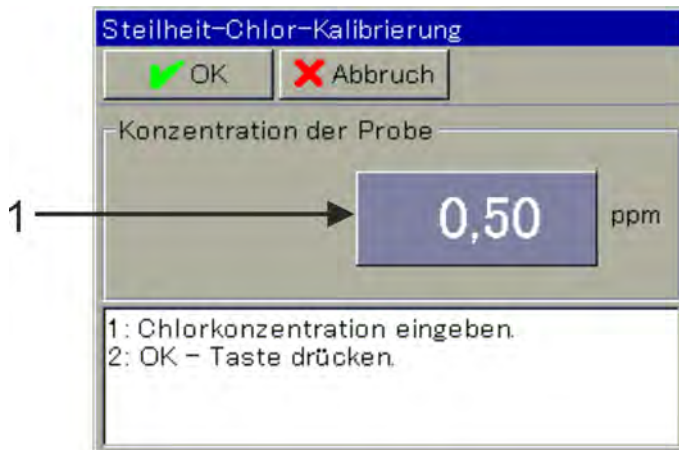 Steilheit-Chlor-Kalibrierung
OK Abbruch
Konzentration der Probe
1 0,50 ppm
1: Chlorkonzentration eingeben.
2: OK - Taste drücken.